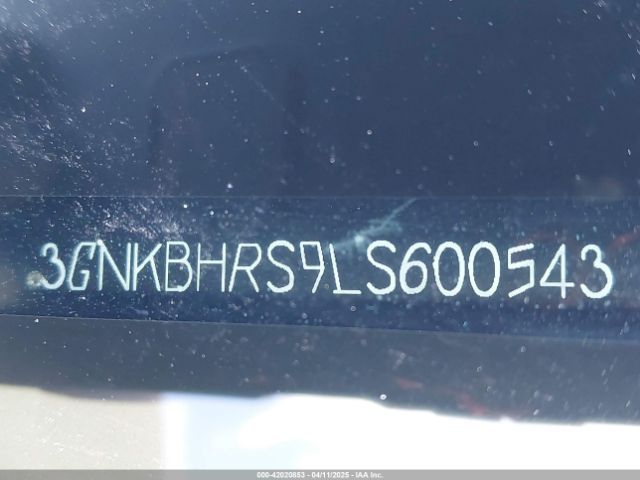 3GNKBHRS9LS600543
000-42020853 - 04/11/2025 - IAA Inc.